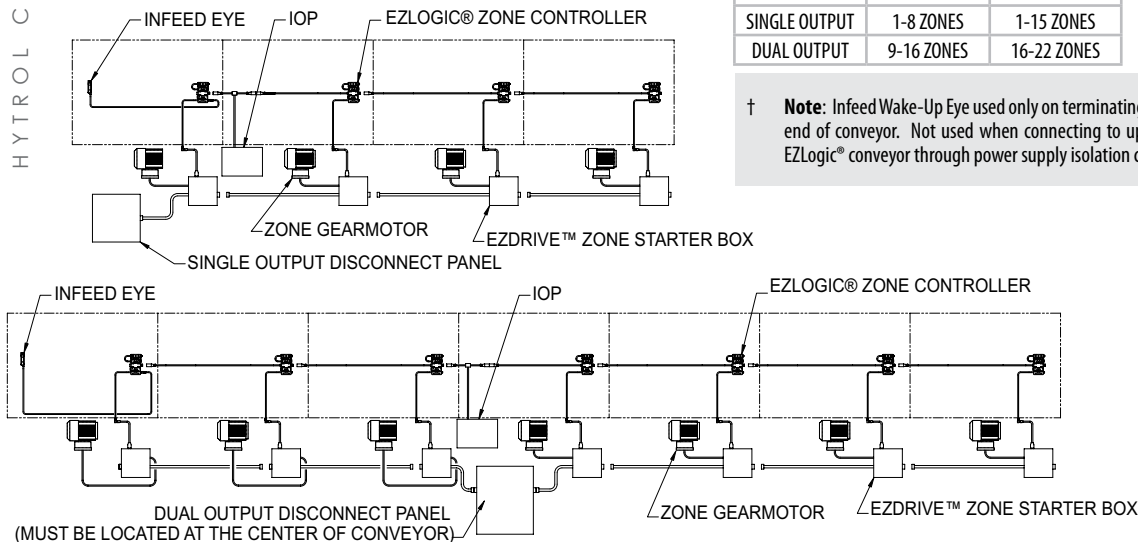 HYTROL C
INFEED EYE
IOP
EZLOGIC® ZONE CONTROLLER
ZONE GEARMOTOR
EZDRIVE™ ZONE STARTER BOX
SINGLE OUTPUT DISCONNECT PANEL
SINGLE OUTPUT 1-8 ZONES 1-15 ZONES
DUAL OUTPUT 9-16 ZONES 16-22 ZONES
† Note: Infeed Wake-Up Eye used only on terminating
end of conveyor. Not used when connecting to up
EZLogic® conveyor through power supply isolation c
INFEED EYE
IOP
EZLOGIC® ZONE CONTROLLER
DUAL OUTPUT DISCONNECT PANEL
(MUST BE LOCATED AT THE CENTER OF CONVEYOR)
ZONE GEARMOTOR
EZDRIVE™ ZONE STARTER BOX